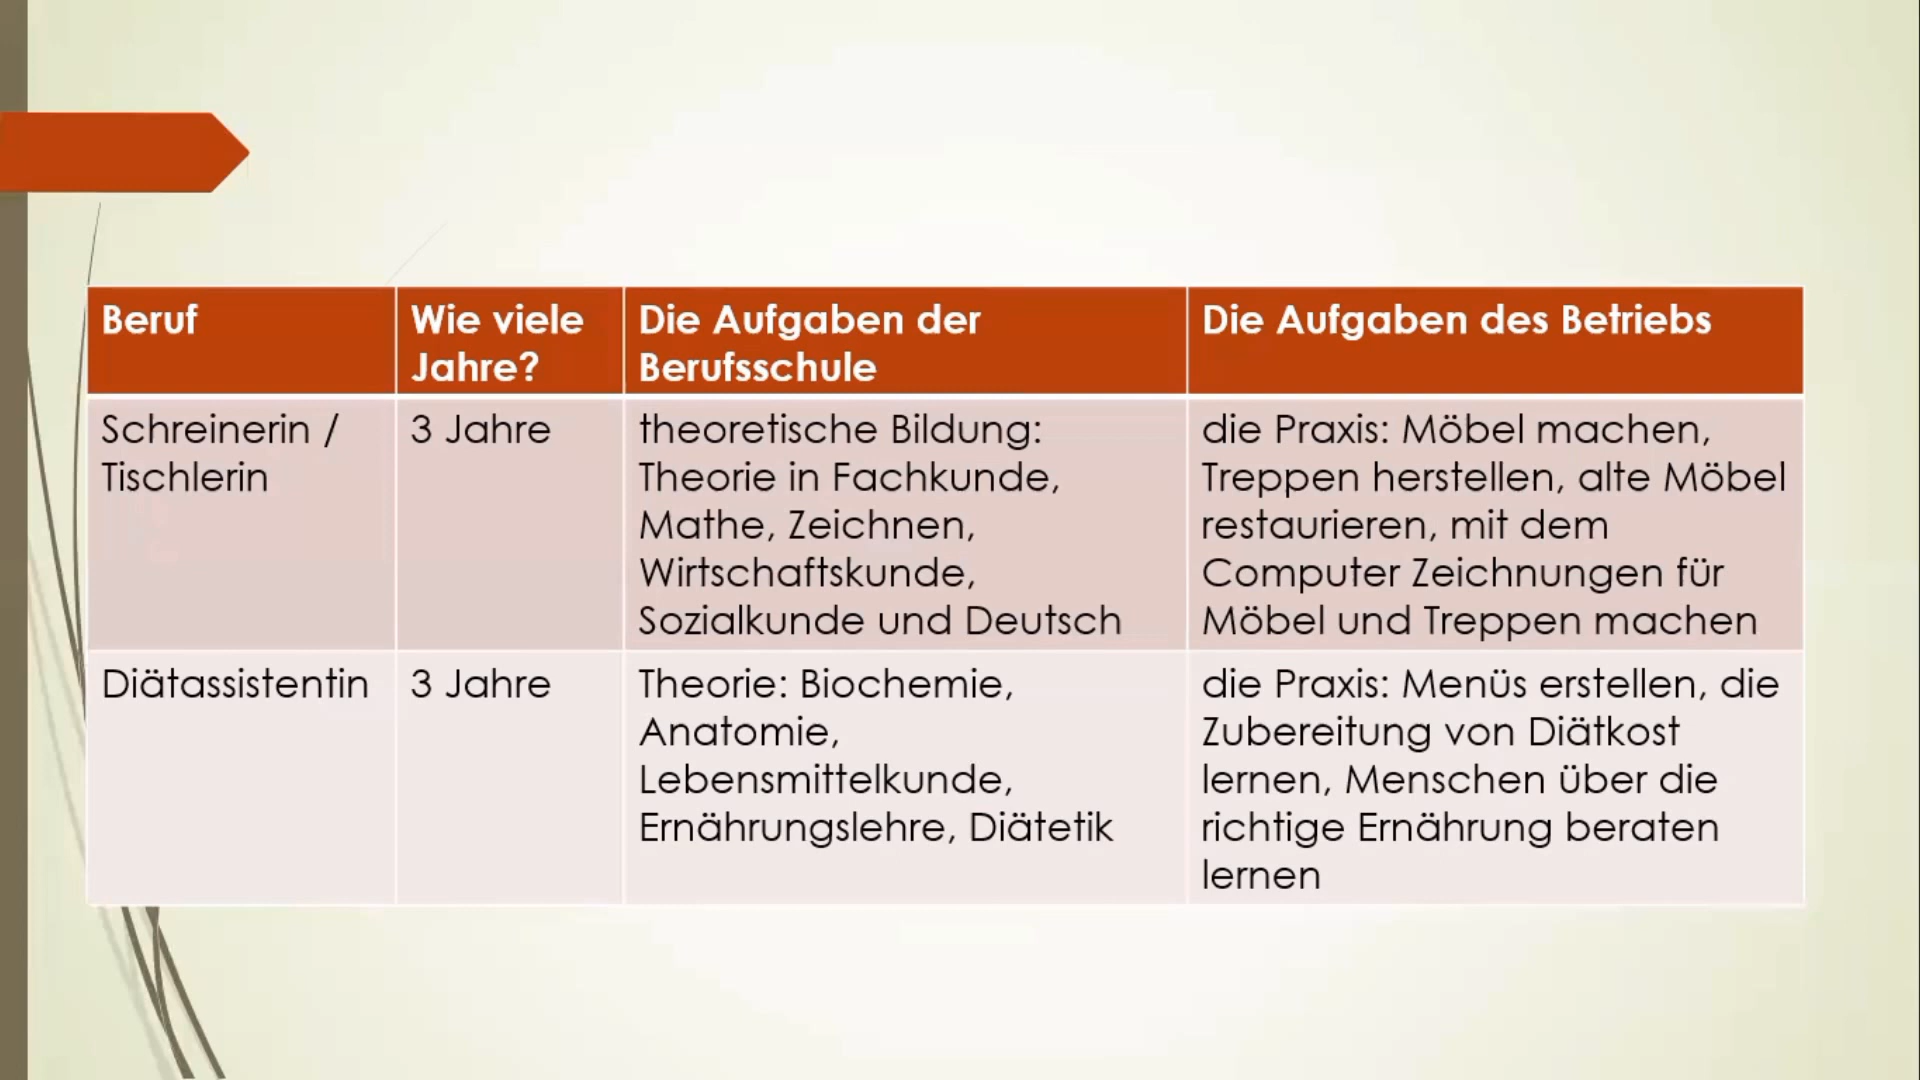 Beruf
Wie viele
Jahre?
Die Aufgaben der
Berufsschule
Die Aufgaben des Betriebs
Schreinerin /
Tischlerin
3 Jahre
theoretische Bildung:
Theorie in Fachkunde,
Mathe, Zeichnen,
Wirtschaftskunde,
Sozialkunde und Deutsch
die Praxis: Möbel machen,
Treppen herstellen, alte Möbel
restaurieren, mit dem
Computer Zeichnungen für
Möbel und Treppen machen
Diätassistentin
3 Jahre
Theorie: Biochemie,
Anatomie,
Lebensmittelkunde,
Ernährungslehre, Diätetik
die Praxis: Menüs erstellen, die
Zubereitung von Diätkost
lernen, Menschen über die
richtige Ernährung beraten
lernen